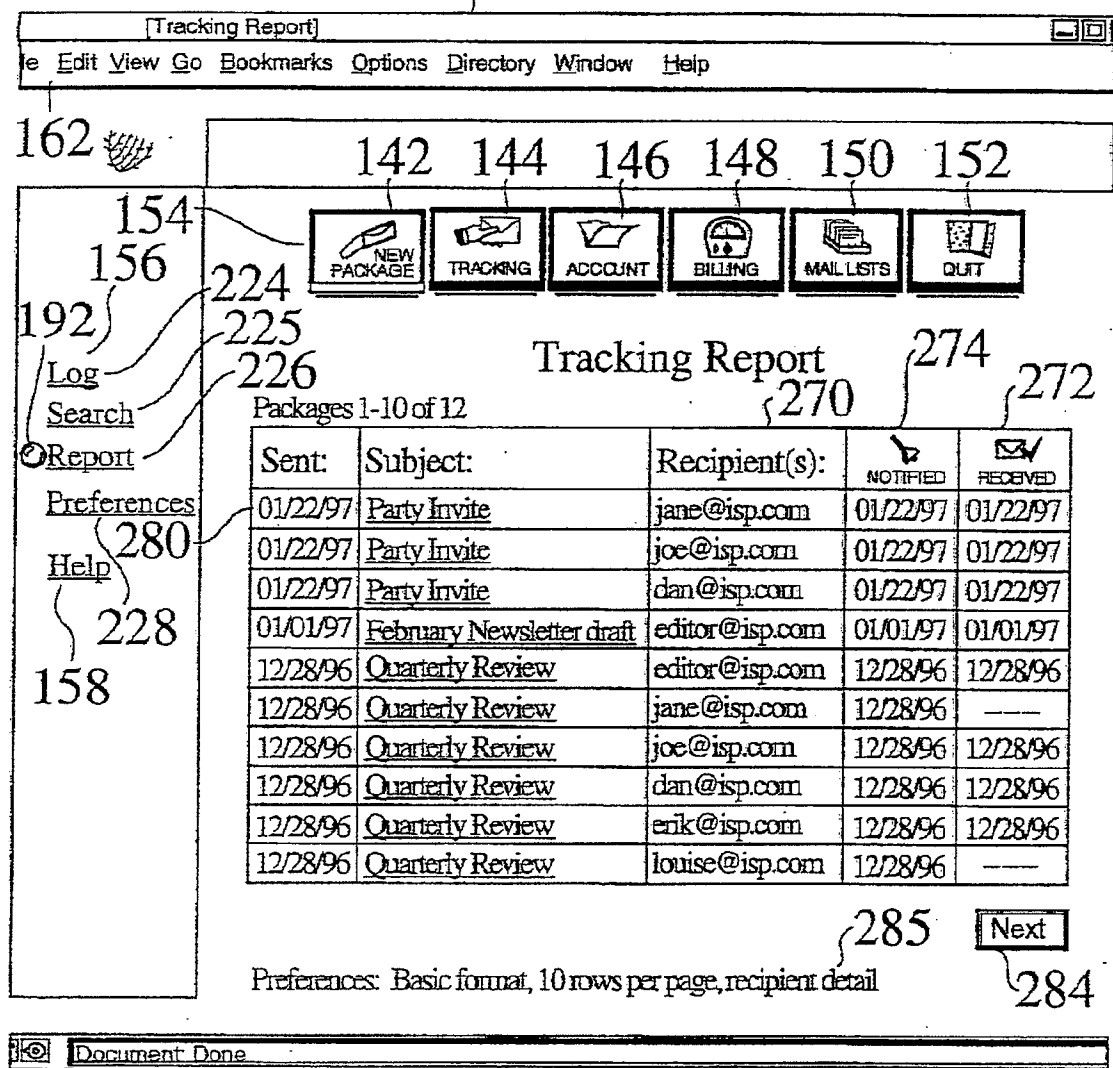 [Tracking Report]
le Edit View Go Bookmarks Options Directory Window Help
162
142 144 146 148 150 152
154
NEW PACKAGE TRACKING ACCOUNT BILLING MAIL LISTS QUIT
156
224
192
225
Log
226
Search
Report
Preferences
280
Help
228
158
Tracking Report
274
272
Packages 1-10 of 12
270
Sent: Subject: Recipient(s): NOTIFIED RECEIVED
01/22/97 Party Invite jane@isp.com 01/22/97 01/22/97
01/22/97 Party Invite joe@isp.com 01/22/97 01/22/97
01/22/97 Party Invite dan@isp.com 01/22/97 01/22/97
01/01/97 February Newsletter draft editor@isp.com 01/01/97 01/01/97
12/28/96 Quarterly Review editor@isp.com 12/28/96 12/28/96
12/28/96 Quarterly Review jane@isp.com 12/28/96 ---
12/28/96 Quarterly Review joe@isp.com 12/28/96 12/28/96
12/28/96 Quarterly Review dan@isp.com 12/28/96 12/28/96
12/28/96 Quarterly Review erik@isp.com 12/28/96 12/28/96
12/28/96 Quarterly Review louise@isp.com 12/28/96 ---
285
Next
Preferences: Basic format, 10 rows per page, recipient detail
284
Document Done